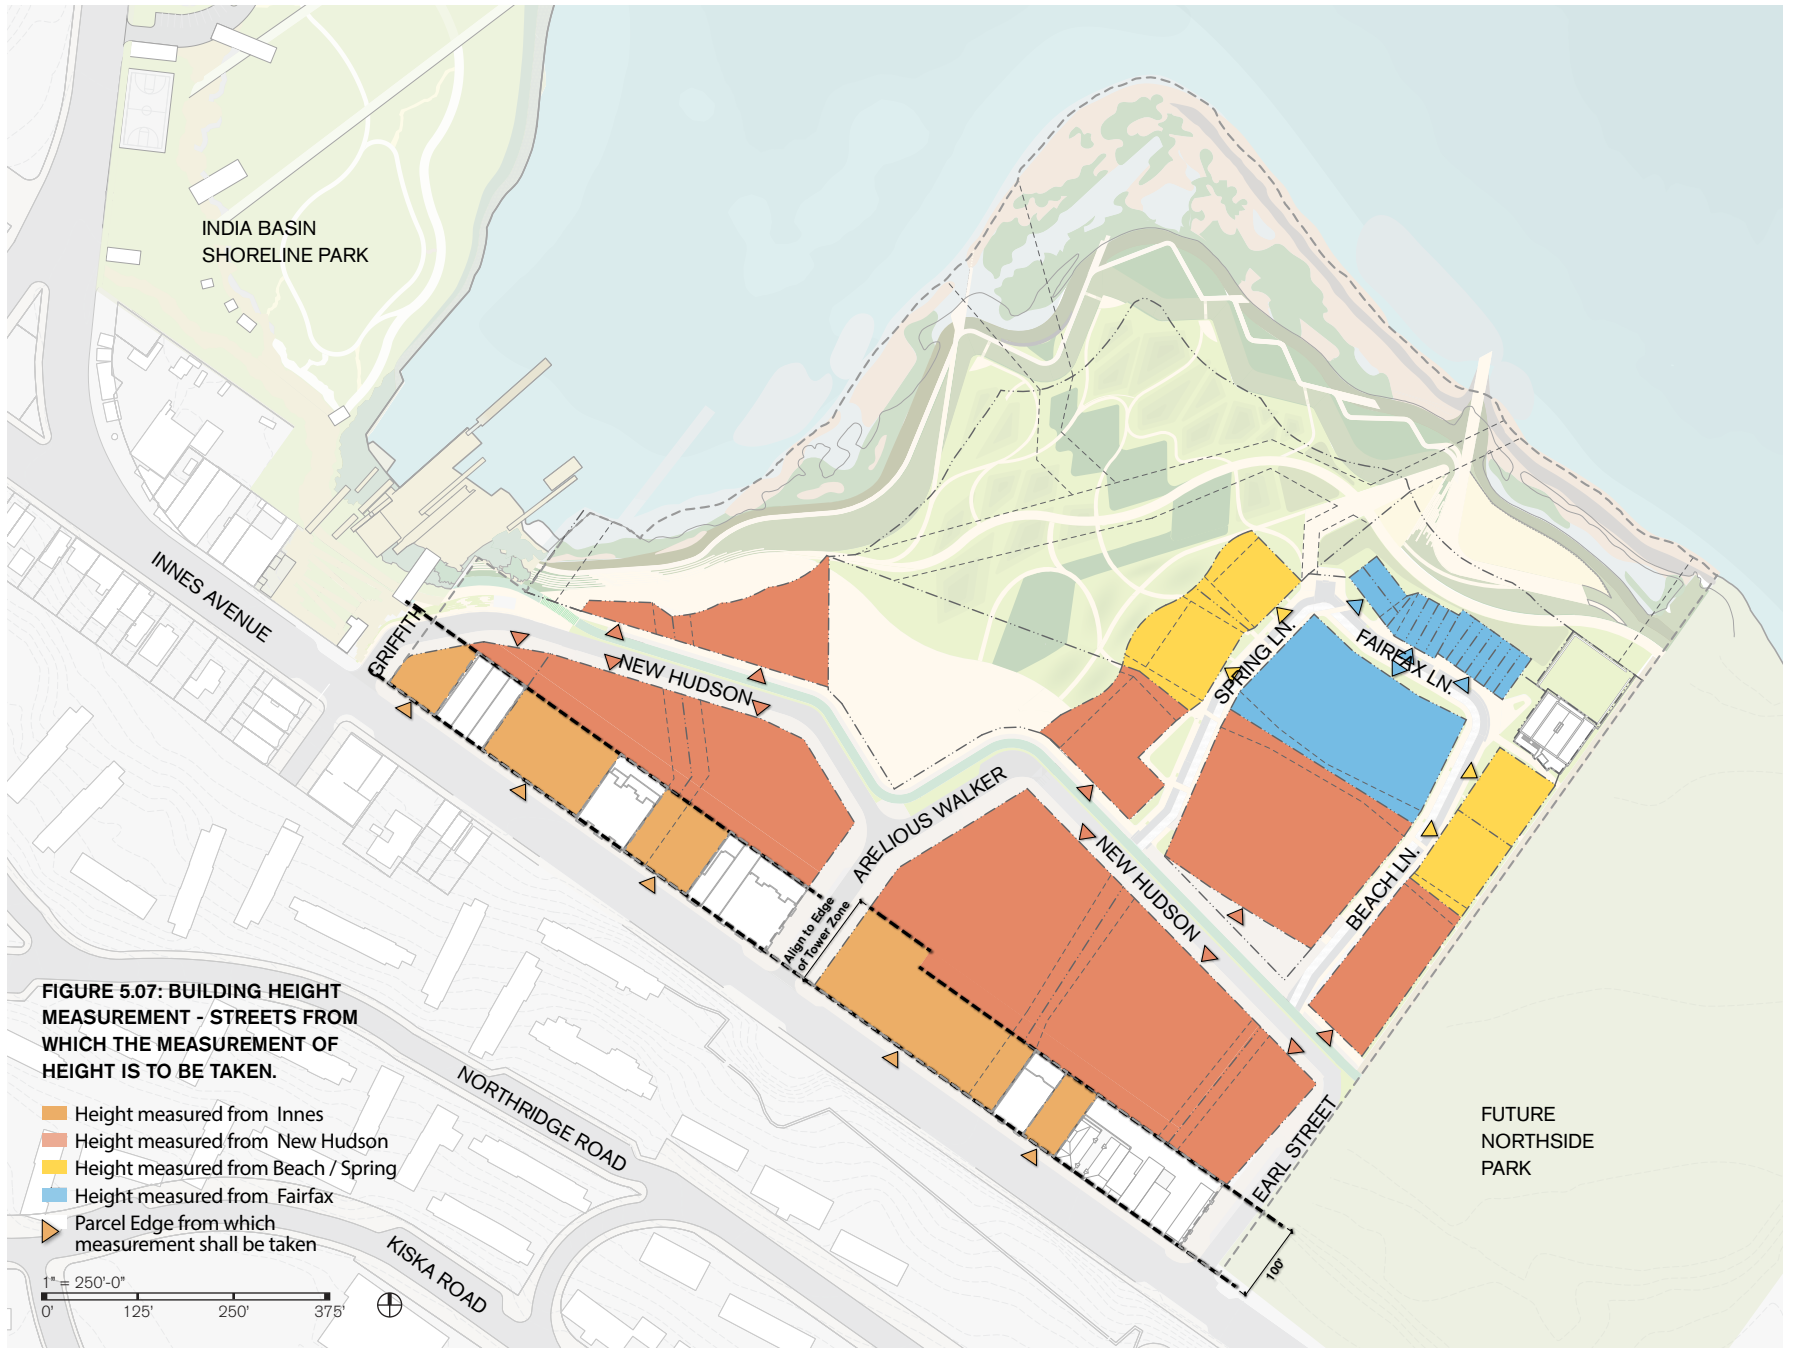 INDIA BASIN
SHORELINE PARK
INNES AVENUE
GRIFFITH
NEW HUDSON
ARELIOUS WALKER
SPRING LN.
FAIRFAX LN.
NEW HUDSON
BEACH LN.
Align to Edge
of Tower Zone
EARL STREET
100'
FUTURE
NORTHSIDE
PARK
NORTHRIDGE ROAD
KISKA ROAD
FIGURE 5.07: BUILDING HEIGHT
MEASUREMENT - STREETS FROM
WHICH THE MEASUREMENT OF
HEIGHT IS TO BE TAKEN.
Height measured from Innes
Height measured from New Hudson
Height measured from Beach / Spring
Height measured from Fairfax
Parcel Edge from which
measurement shall be taken
1" = 250'-0"
0' 125' 250' 375'